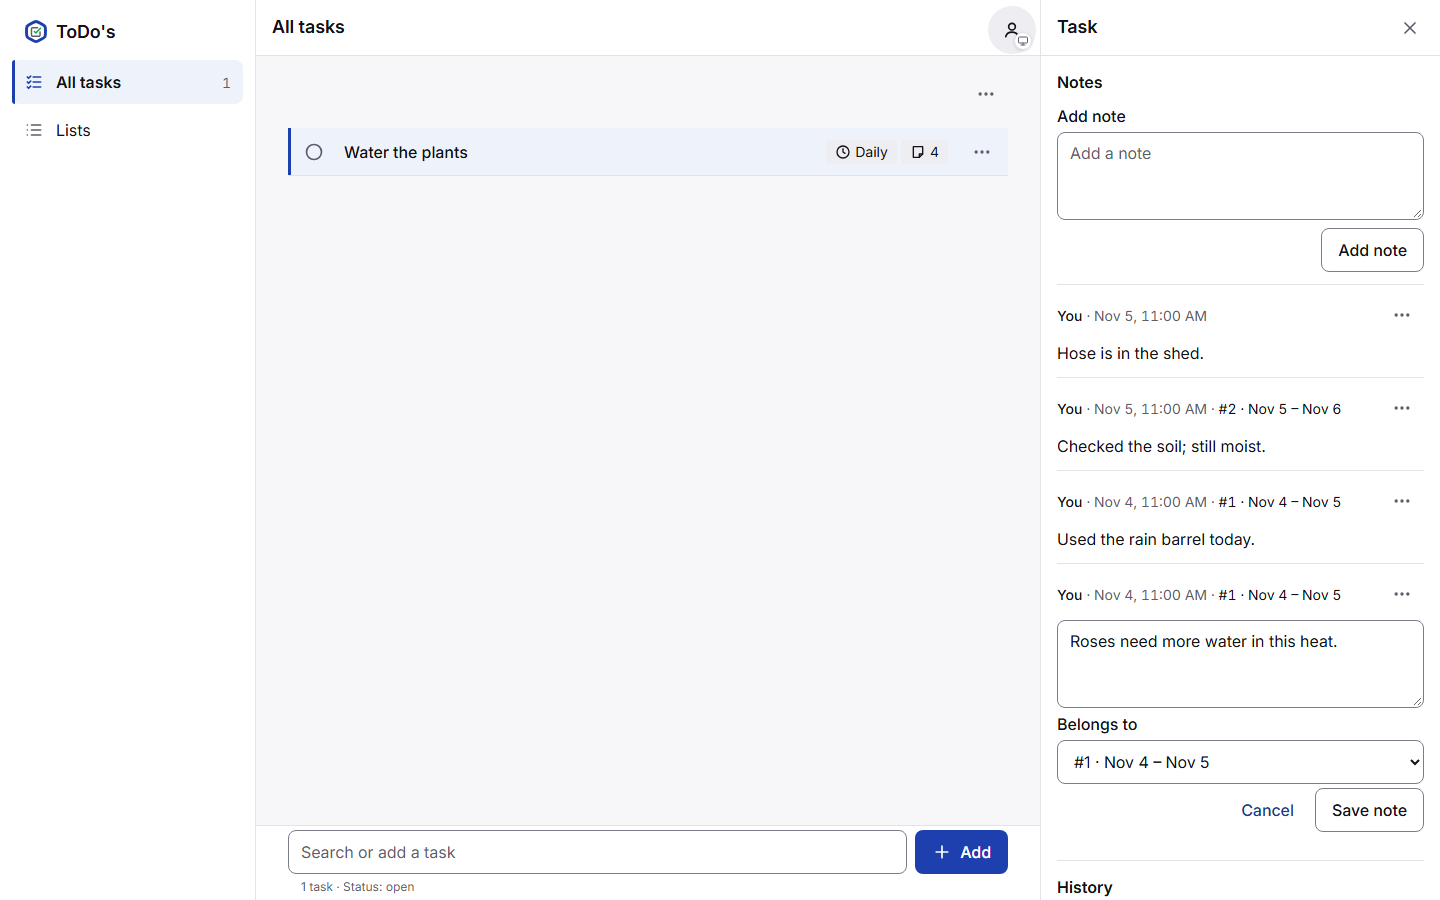 ToDo's
All tasks 1
Lists
All tasks
Water the plants Daily 4
Search or add a task
Add
1 task · Status: open
Task
Notes
Add note
Add a note
Add note
You · Nov 5, 11:00 AM
Hose is in the shed.
You · Nov 5, 11:00 AM · #2 · Nov 5 – Nov 6
Checked the soil; still moist.
You · Nov 4, 11:00 AM · #1 · Nov 4 – Nov 5
Used the rain barrel today.
You · Nov 4, 11:00 AM · #1 · Nov 4 – Nov 5
Roses need more water in this heat.
Belongs to
#1 · Nov 4 – Nov 5
Cancel Save note
History